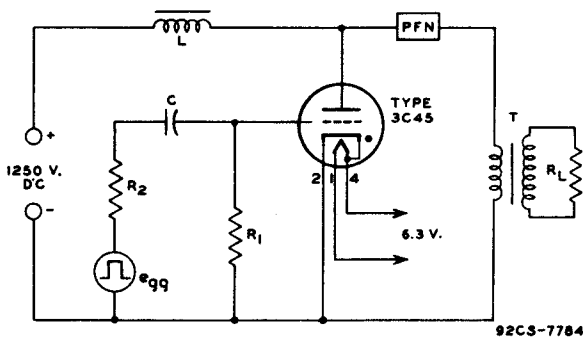 L
PFN
C
TYPE
3C45
T
+
1250 V.
D'C
-
R2
R1
2 1 4
6.3 V.
RL
egg
92CS-7784